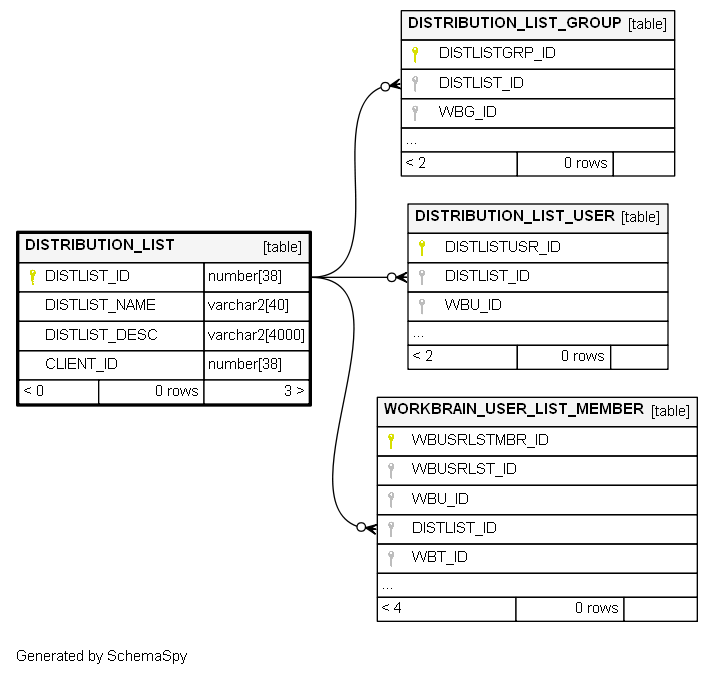 DISTRIBUTION_LIST_GROUP [table]
DISTLISTGRP_ID
DISTLIST_ID
WBG_ID
...
< 2 0 rows
DISTRIBUTION_LIST_USER [table]
DISTLISTUSR_ID
DISTLIST_ID
WBU_ID
...
< 2 0 rows
DISTRIBUTION_LIST [table]
DISTLIST_ID number[38]
DISTLIST_NAME varchar2[40]
DISTLIST_DESC varchar2[4000]
CLIENT_ID number[38]
< 0 0 rows 3 >
WORKBRAIN_USER_LIST_MEMBER [table]
WBUSRLSTMBR_ID
WBUSRLST_ID
WBU_ID
DISTLIST_ID
WBT_ID
...
< 4 0 rows
Generated by SchemaSpy